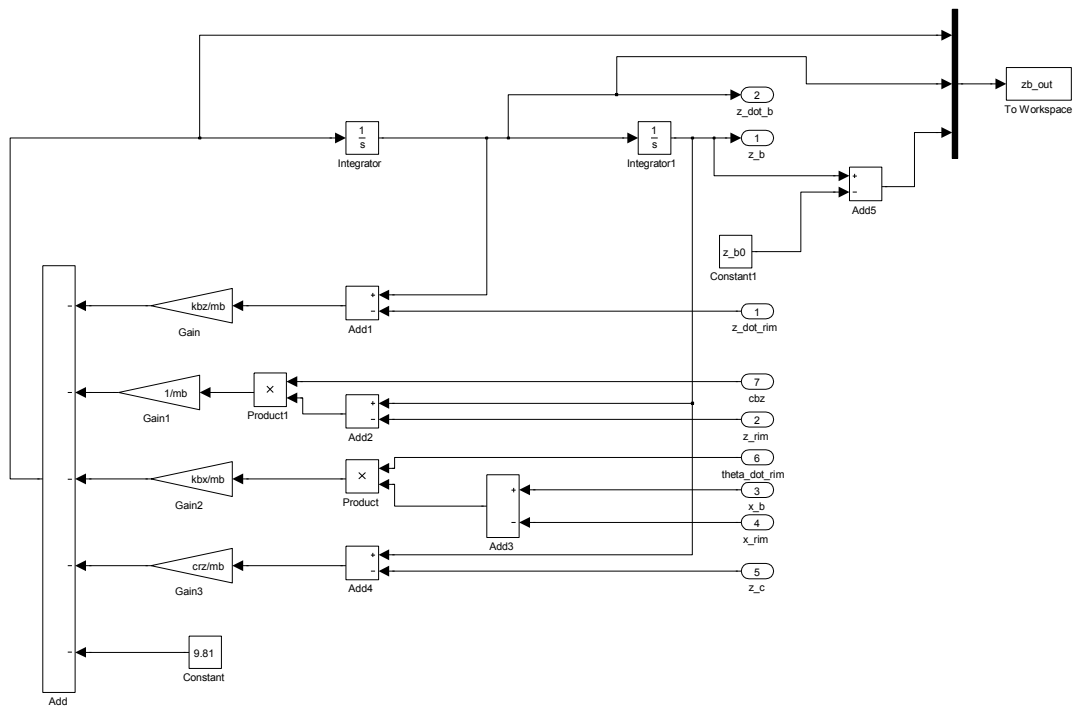 zb_out
To Workspace
2
z_dot_b
1
s
Integrator
1
s
Integrator1
1
z_b
+
−
Add5
z_b0
Constant1
−
kbz/mb
Gain
+
−
Add1
1
z_dot_rim
−
1/mb
Gain1
×
Product1
7
cbz
+
−
Add2
2
z_rim
−
kbx/mb
Gain2
×
Product
6
theta_dot_rim
+
−
Add3
3
x_b
4
x_rim
−
crz/mb
Gain3
+
−
Add4
5
z_c
−
9.81
Constant
Add